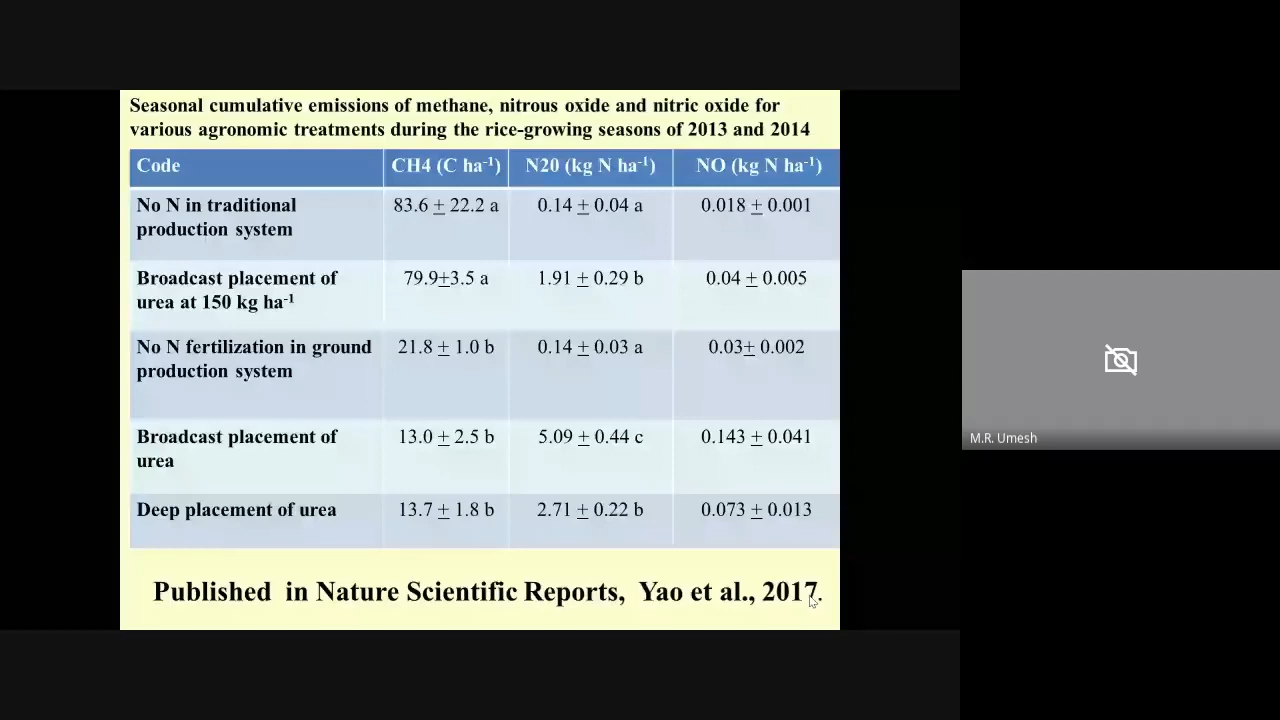 Seasonal cumulative emissions of methane, nitrous oxide and nitric oxide for
various agronomic treatments during the rice-growing seasons of 2013 and 2014
Code CH4 (C ha⁻¹) N20 (kg N ha⁻¹) NO (kg N ha⁻¹)
No N in traditional 83.6 ± 22.2 a 0.14 ± 0.04 a 0.018 ± 0.001
production system
Broadcast placement of 79.9±3.5 a 1.91 ± 0.29 b 0.04 ± 0.005
urea at 150 kg ha⁻¹
No N fertilization in ground 21.8 ± 1.0 b 0.14 ± 0.03 a 0.03± 0.002
production system
Broadcast placement of 13.0 ± 2.5 b 5.09 ± 0.44 c 0.143 ± 0.041
urea
Deep placement of urea 13.7 ± 1.8 b 2.71 ± 0.22 b 0.073 ± 0.013
Published in Nature Scientific Reports, Yao et al., 2017.
M.R. Umesh